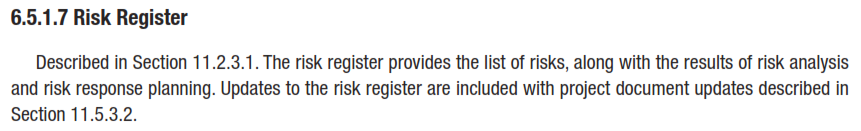 6.5.1.7 Risk Register
Described in Section 11.2.3.1. The risk register provides the list of risks, along with the results of risk analysis
and risk response planning. Updates to the risk register are included with project document updates described in
Section 11.5.3.2.